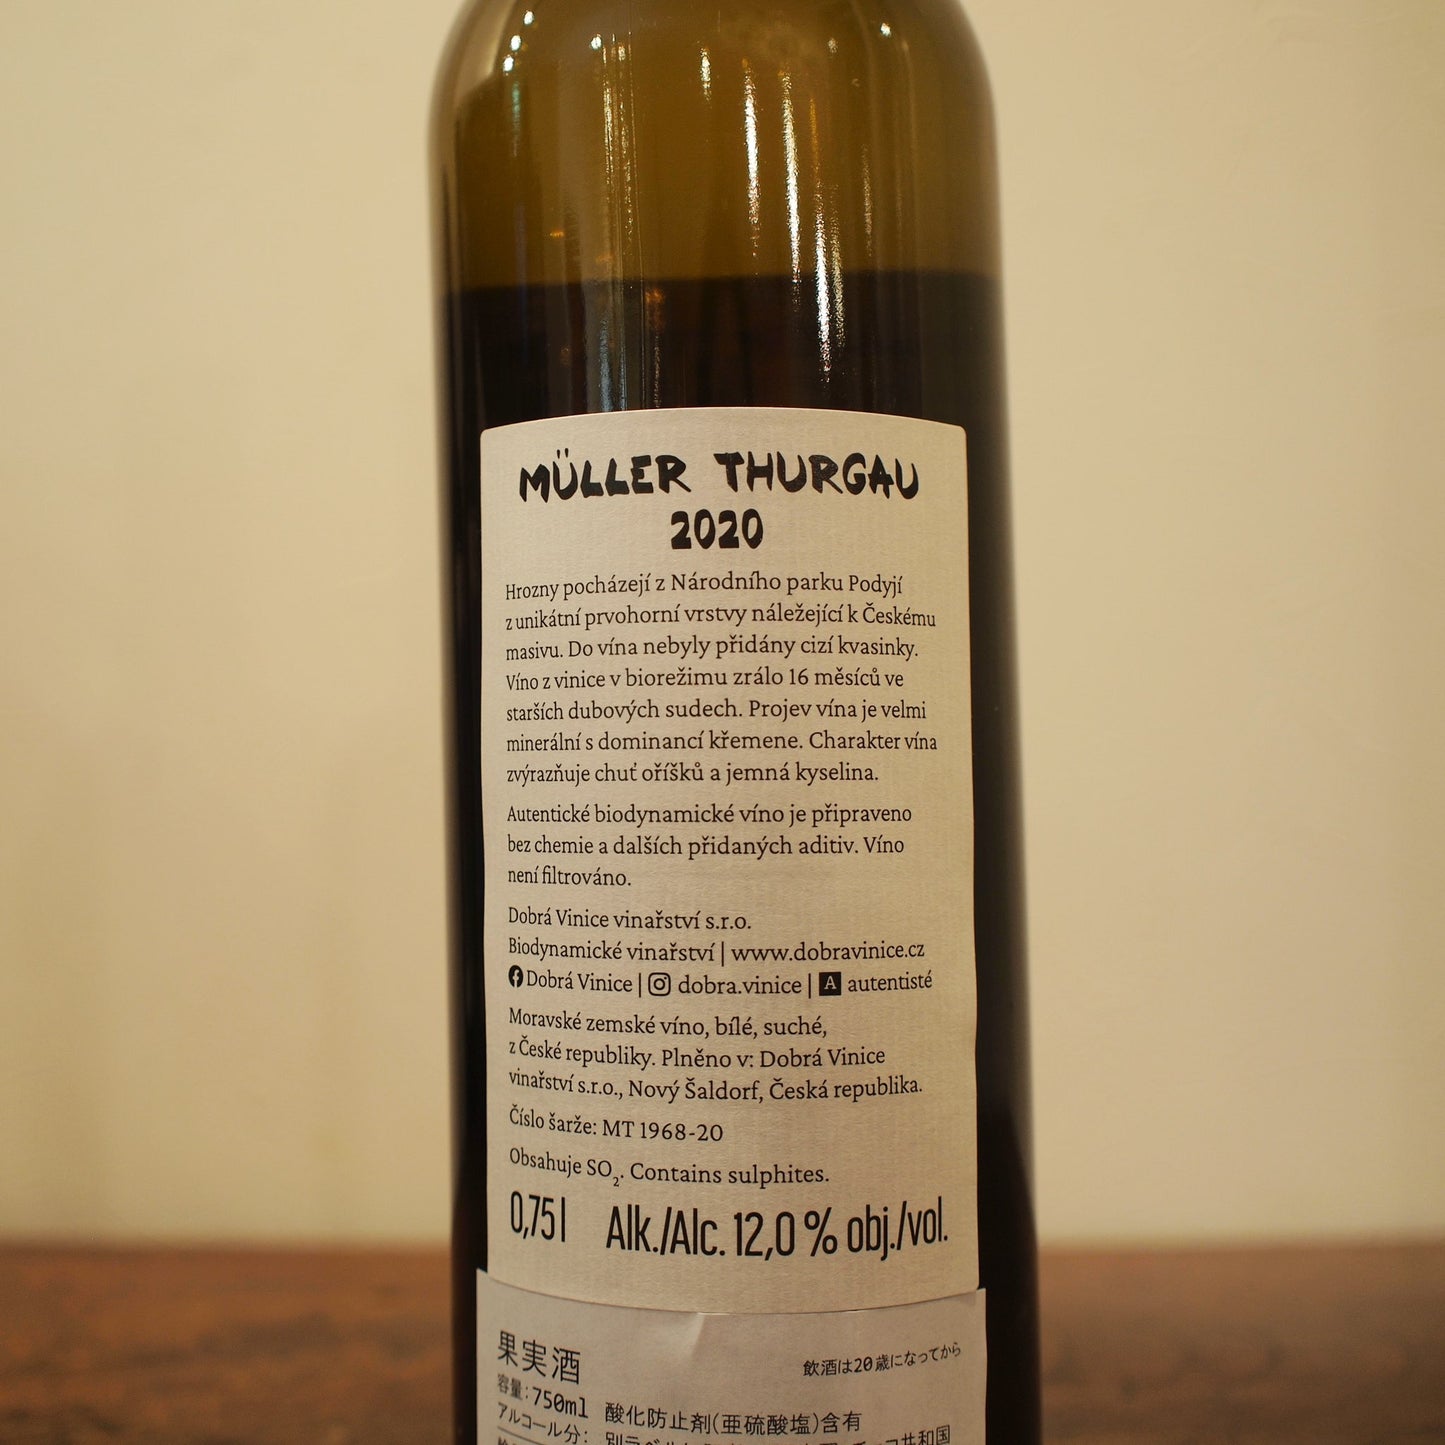 MÜLLER THURGAU
2020
Hrozny pocházejí z Národního parku Podyjí
z unikátní prvohorní vrstvy náležející k Českému
masivu. Do vína nebyly přidány cizí kvasinky.
Víno z vinice v biorežimu zrálo 16 měsíců ve
starších dubových sudech. Projev vína je velmi
minerální s dominancí křemene. Charakter vína
zvýrazňuje chuť oříšků a jemná kyselina.
Autentické biodynamické víno je připraveno
bez chemie a dalších přidaných aditiv. Víno
není filtrováno.
Dobrá Vinice vinařství s.r.o.
Biodynamické vinařství | www.dobravinice.cz
Dobrá Vinice | dobra.vinice | A autentisté
Moravské zemské víno, bílé, suché,
z České republiky. Plněno v: Dobrá Vinice
vinařství s.r.o., Nový Šaldorf, Česká republika.
Číslo šarže: MT 1968-20
Obsahuje SO₂. Contains sulphites.
0,75 l Alk./Alc. 12,0 % obj./vol.
果実酒
飲酒は20歳になってから
容量：750ml 酸化防止剤(亜硫酸塩)含有
アルコール分：
共和国